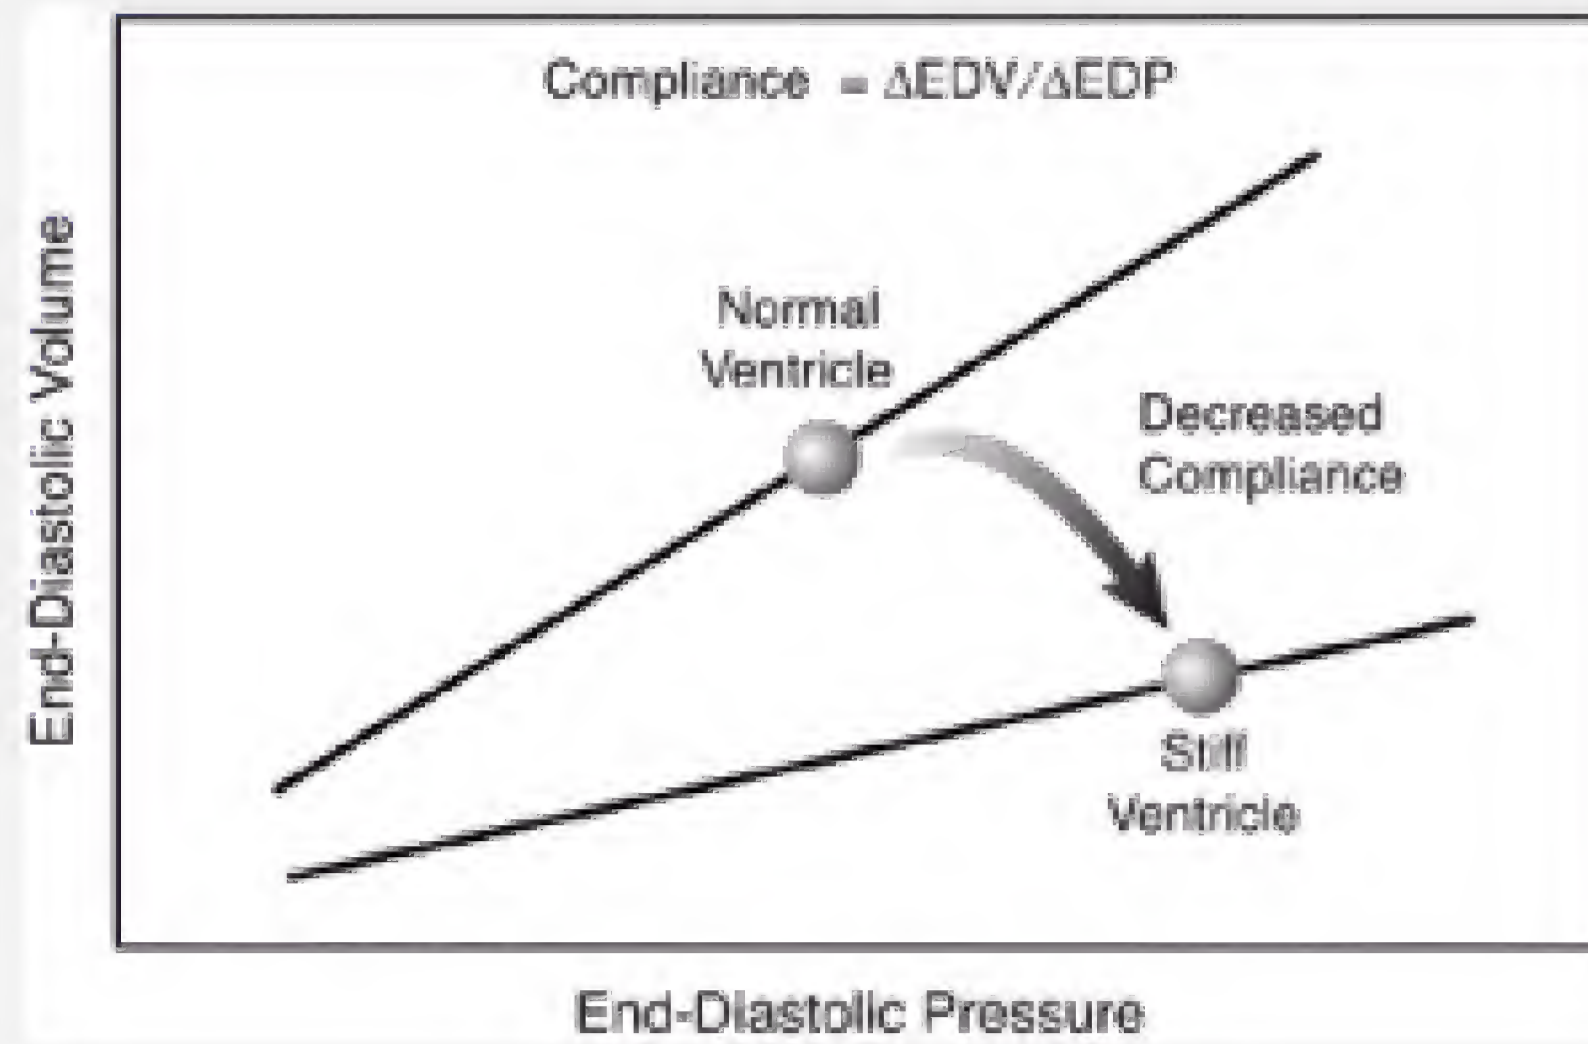 Compliance = ΔEDV/ΔEDP
End-Diastolic Volume
Normal
Ventricle
Decreased
Compliance
Stiff
Ventricle
End-Diastolic Pressure